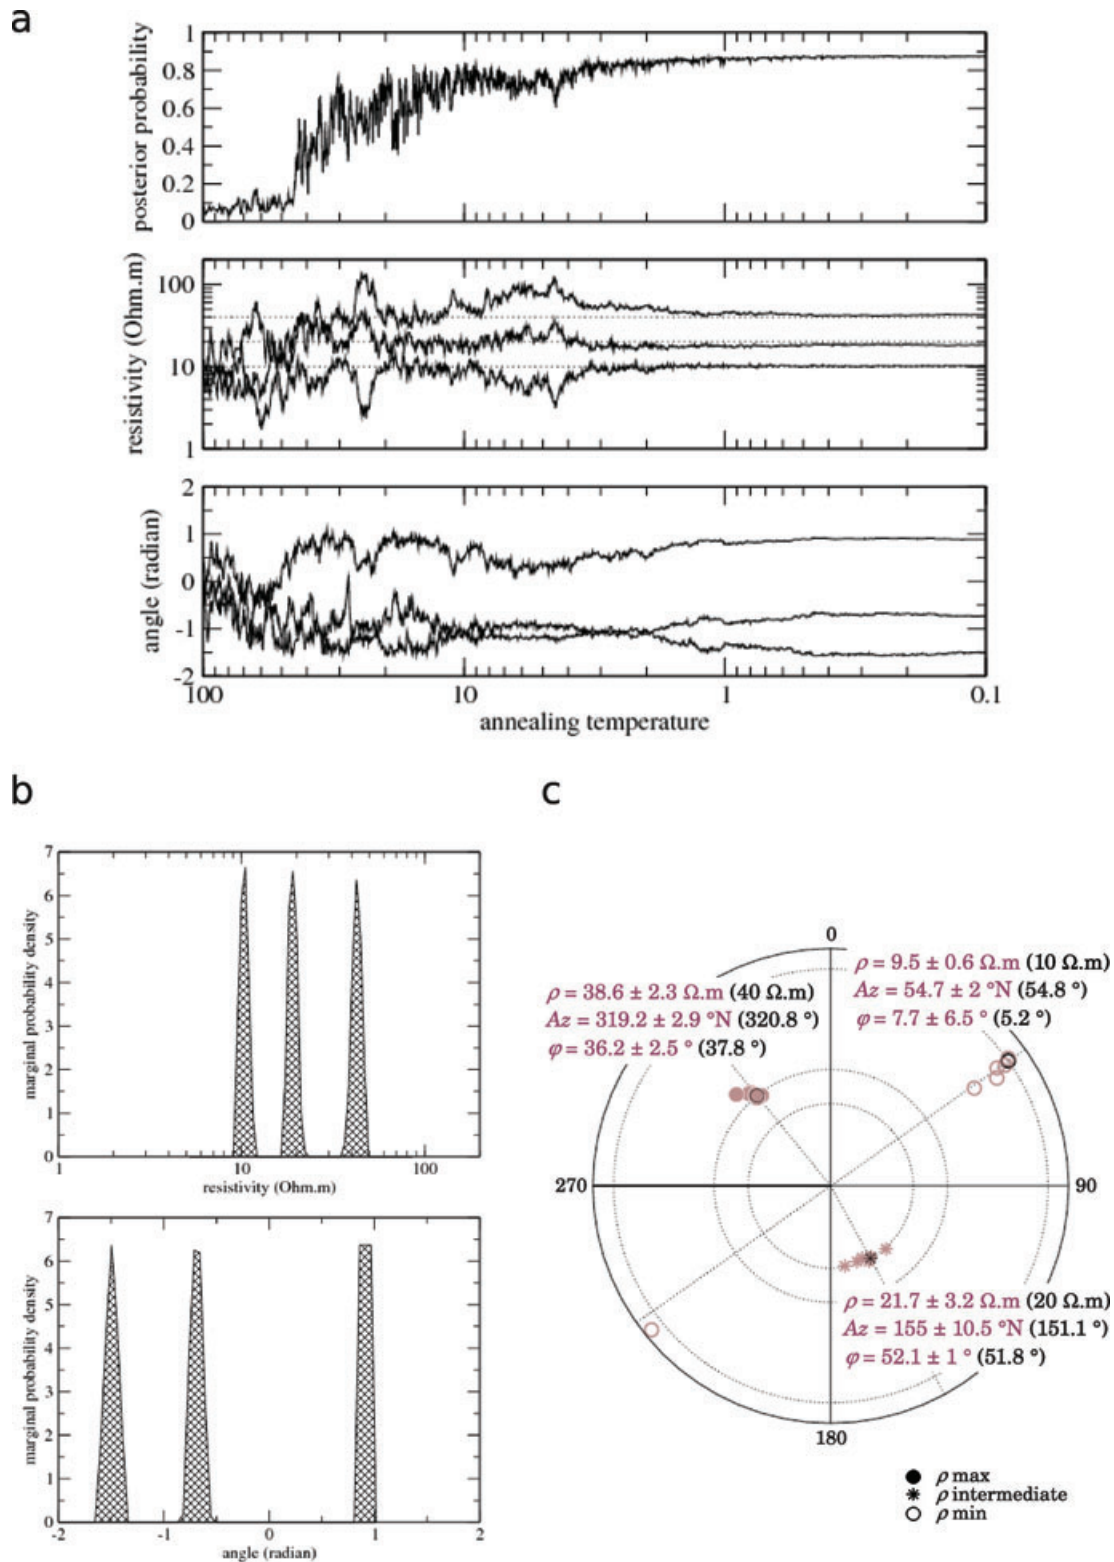 a
posterior probability
1
0.8
0.6
0.4
0.2
0
resistivity (Ohm.m)
100
10
1
angle (radian)
2
1
0
-1
-2
100 10 1 0.1
annealing temperature
b
marginal probability density
7
6
5
4
3
2
1
0
1 10 100
resistivity (Ohm.m)
marginal probability density
7
6
5
4
3
2
1
0
-2 -1 0 1 2
angle (radian)
c
0
ρ = 9.5 ± 0.6 Ω.m (10 Ω.m)
Az = 54.7 ± 2 °N (54.8 °)
φ = 7.7 ± 6.5 ° (5.2 °)
ρ = 38.6 ± 2.3 Ω.m (40 Ω.m)
Az = 319.2 ± 2.9 °N (320.8 °)
φ = 36.2 ± 2.5 ° (37.8 °)
270
90
ρ = 21.7 ± 3.2 Ω.m (20 Ω.m)
Az = 155 ± 10.5 °N (151.1 °)
φ = 52.1 ± 1 ° (51.8 °)
180
ρ max
ρ intermediate
ρ min